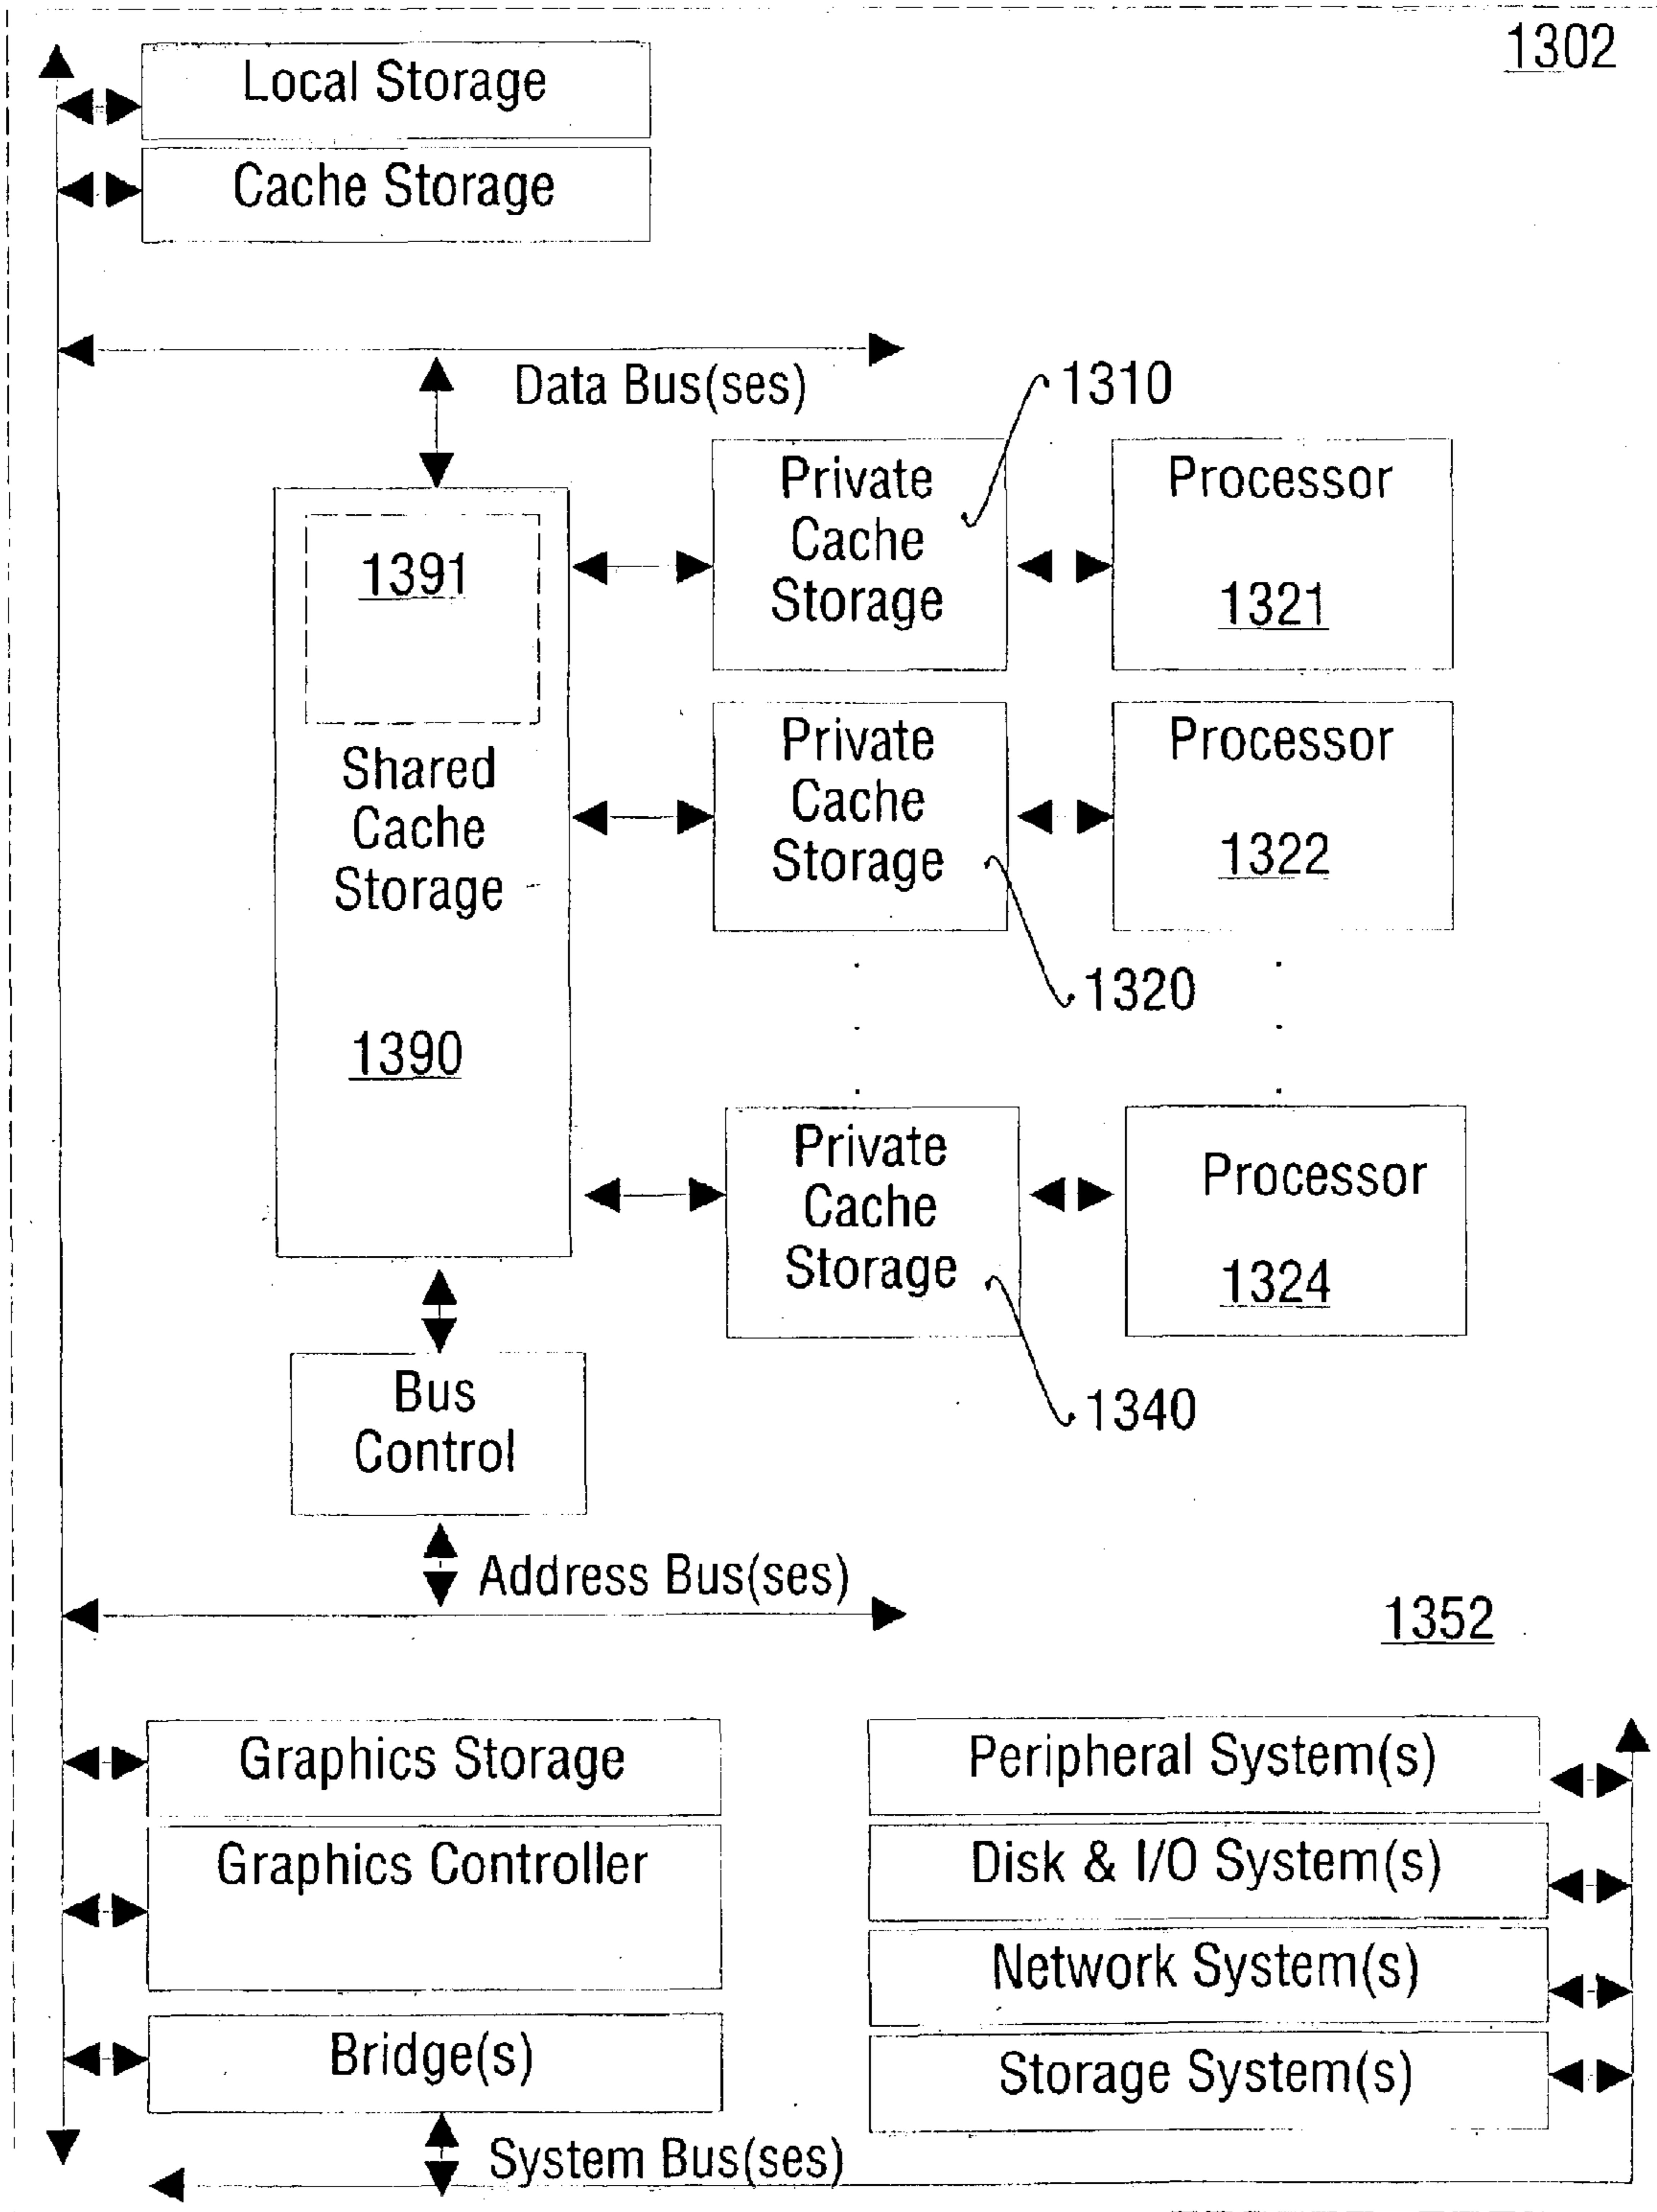 1302
Local Storage
Cache Storage
Data Bus(ses)
1310
Private
Cache
Storage
Processor
1321
1391
Shared
Cache
Storage
1390
Private
Cache
Storage
1320
Processor
1322
Private
Cache
Storage
1340
Processor
1324
Bus
Control
Address Bus(ses)
1352
Graphics Storage
Graphics Controller
Bridge(s)
Peripheral System(s)
Disk & I/O System(s)
Network System(s)
Storage System(s)
System Bus(ses)